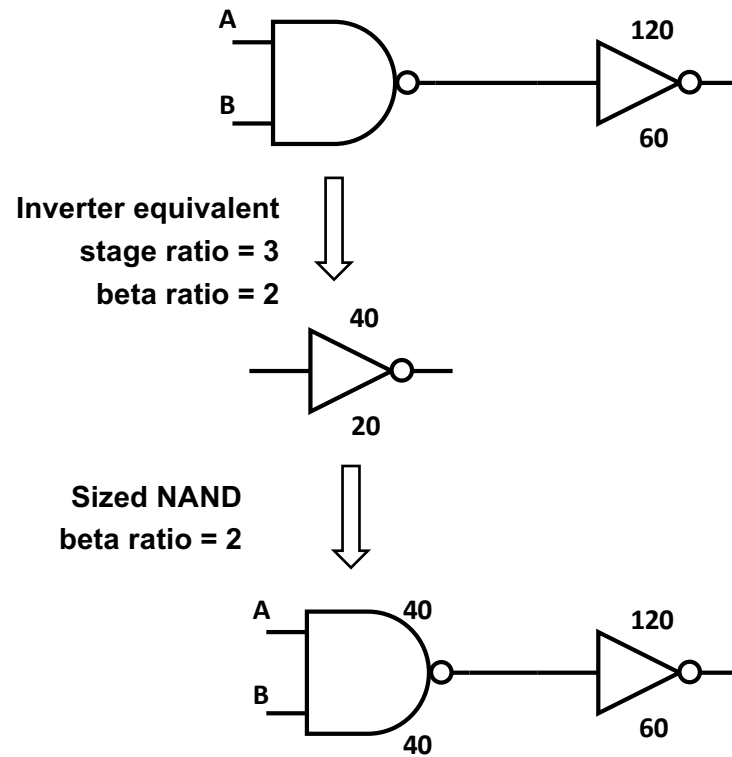 A
120
B
60
Inverter equivalent
stage ratio = 3
beta ratio = 2
40
20
Sized NAND
beta ratio = 2
A
40
120
B
40
60